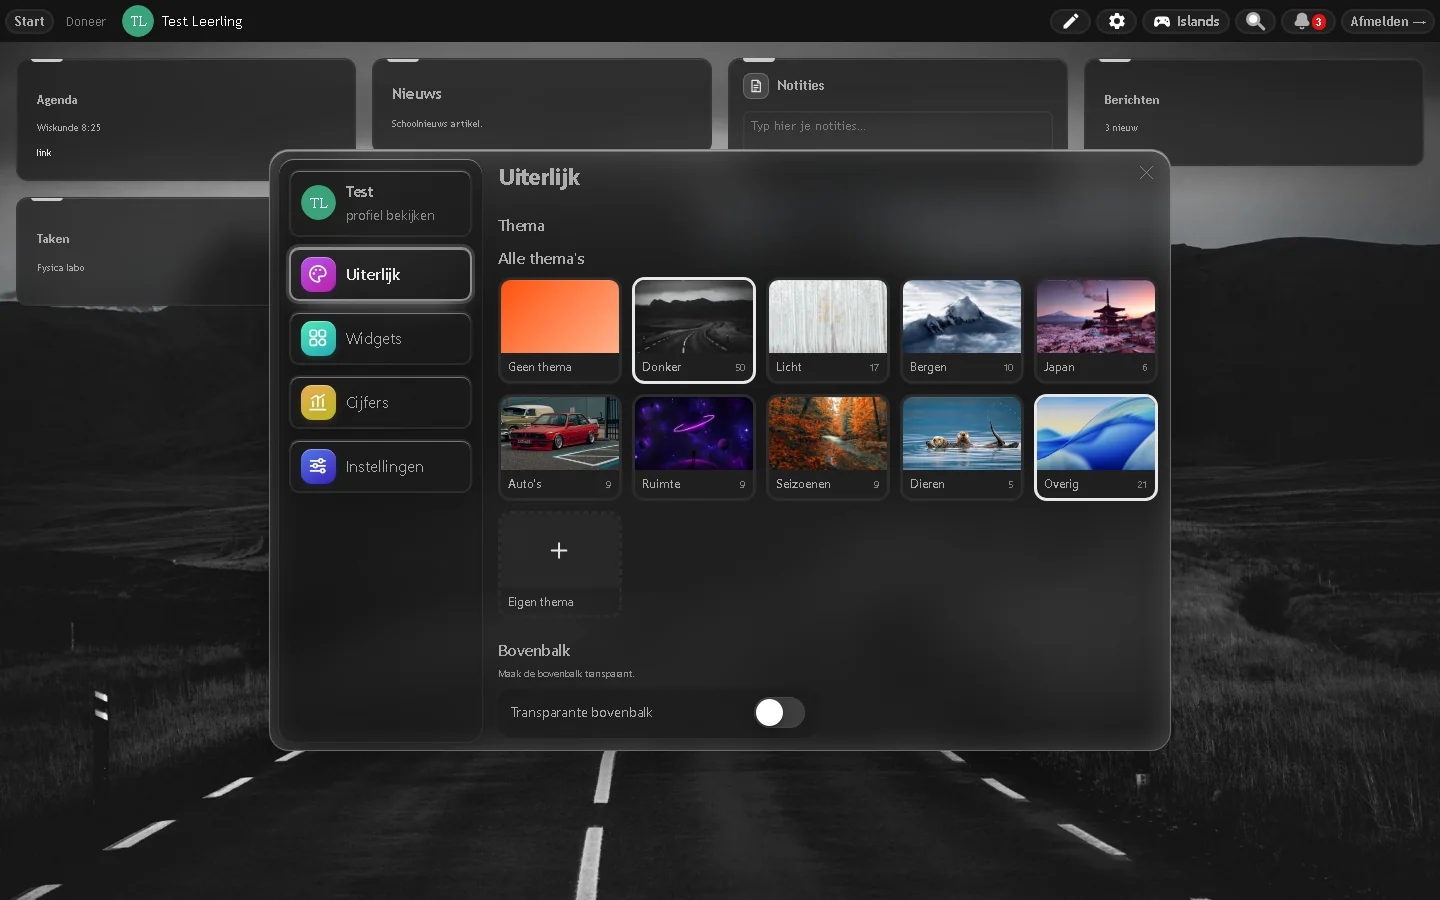 Start
Doneer
TL
Test Leerling
Islands
3
Afmelden →
Agenda
Wiskunde 8:25
link
Nieuws
Schoolnieuws artikel.
Notities
Typ hier je notities...
Berichten
3 nieuw
Taken
Fysica labo
TL
Test
profiel bekijken
Uiterlijk
Widgets
Cijfers
Instellingen
Uiterlijk
Thema
Alle thema's
Geen thema
Donker 50
Licht 17
Bergen 10
Japan 6
Auto's 9
Ruimte 9
Seizoenen 9
Dieren 5
Overig 21
Eigen thema
Bovenbalk
Maak de bovenbalk transparant.
Transparante bovenbalk